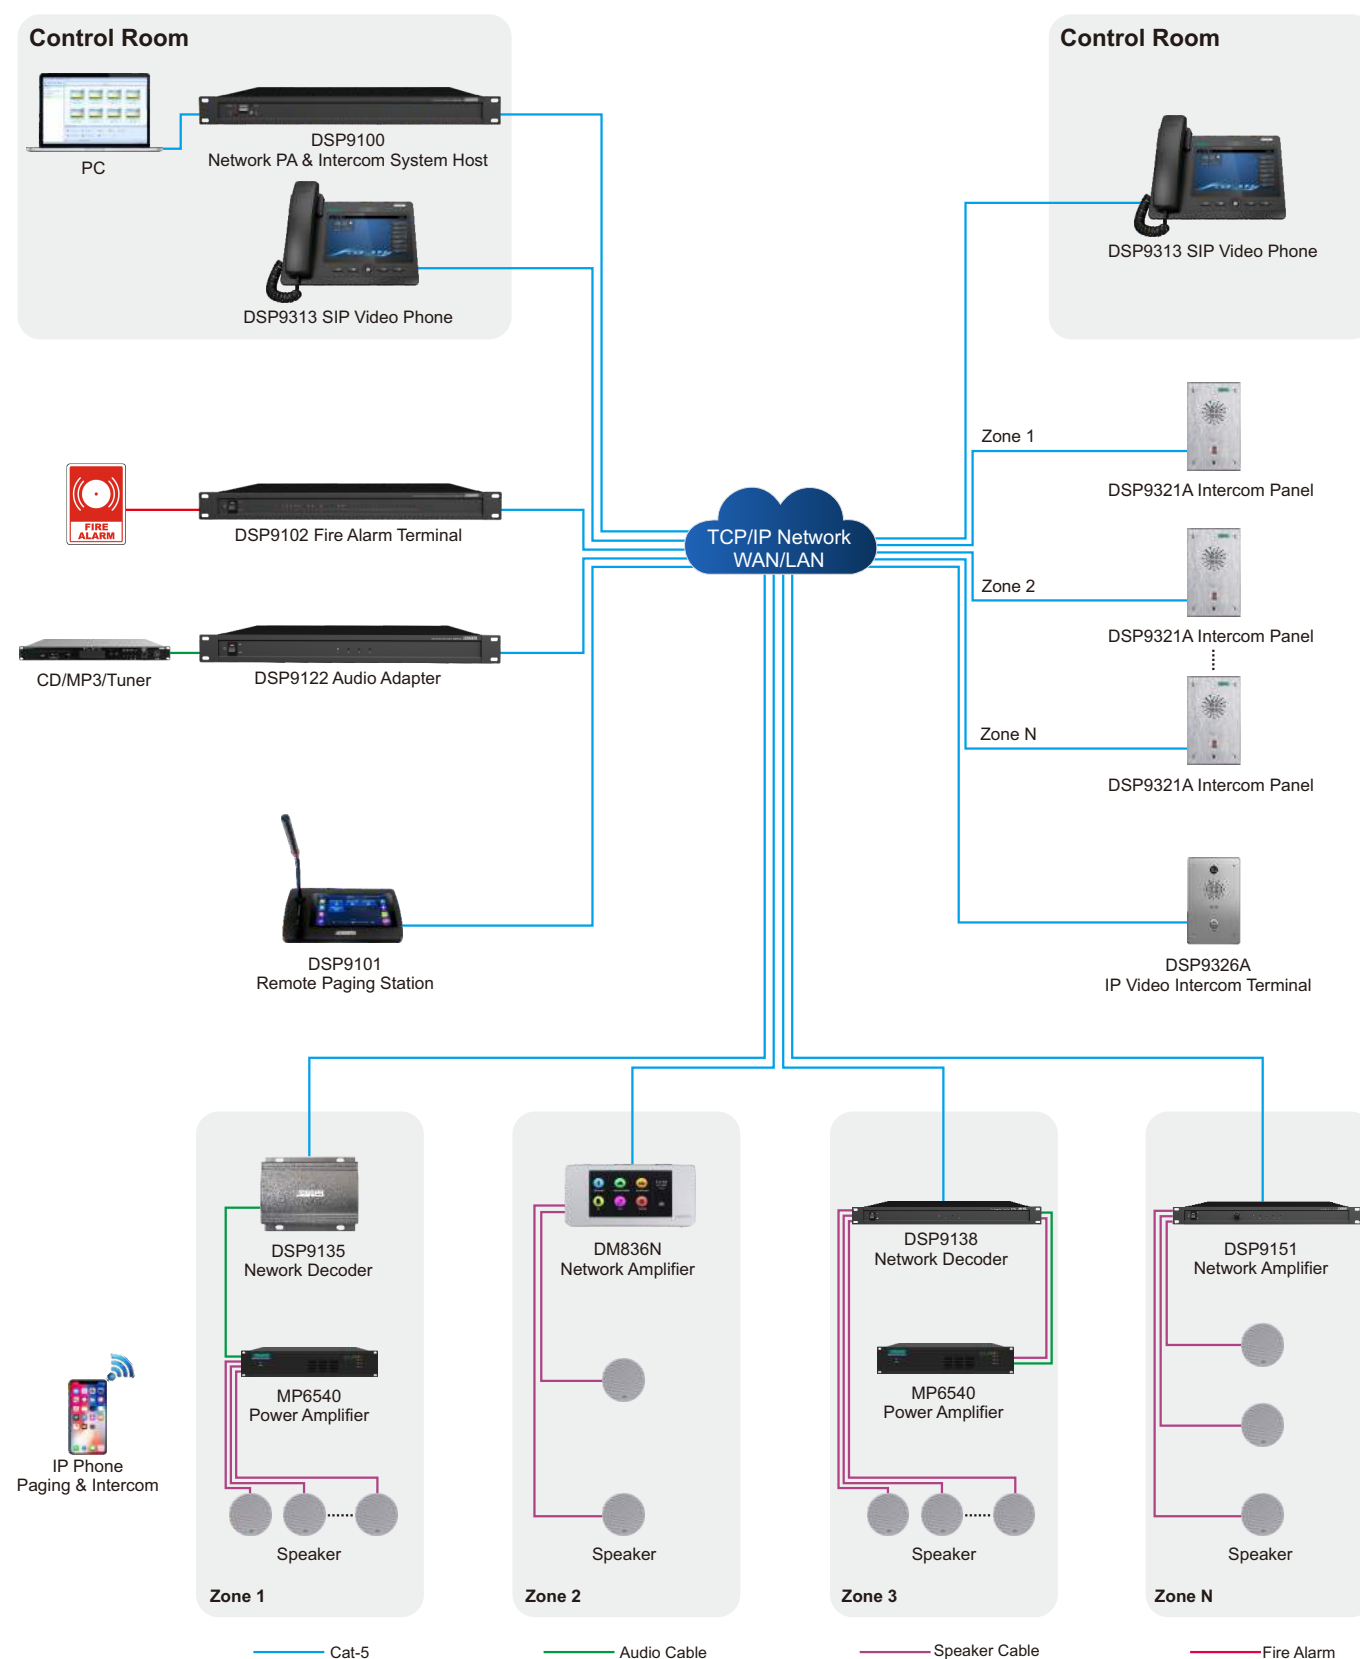 Control Room
Control Room
PC
DSP9100
Network PA & Intercom System Host
DSP9313 SIP Video Phone
DSP9313 SIP Video Phone
Zone 1
DSP9321A Intercom Panel
FIRE
ALARM
DSP9102 Fire Alarm Terminal
TCP/IP Network
WAN/LAN
Zone 2
DSP9321A Intercom Panel
CD/MP3/Tuner
DSP9122 Audio Adapter
Zone N
DSP9321A Intercom Panel
DSP9101
Remote Paging Station
DSP9326A
IP Video Intercom Terminal
DSP9135
Nework Decoder
DM836N
Network Amplifier
DSP9138
Network Decoder
DSP9151
Network Amplifier
MP6540
Power Amplifier
MP6540
Power Amplifier
IP Phone
Paging & Intercom
Speaker
Speaker
Speaker
Speaker
Zone 1
Zone 2
Zone 3
Zone N
Cat-5
Audio Cable
Speaker Cable
Fire Alarm